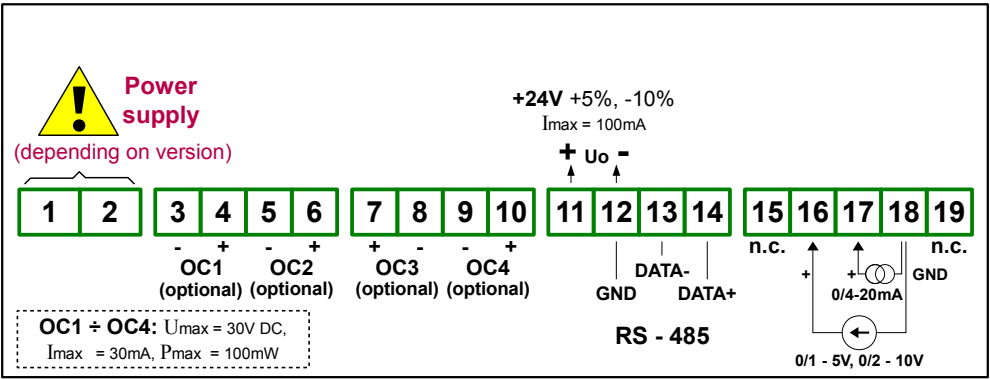 Power
supply
(depending on version)
+24V +5%, -10%
Imax = 100mA
+ Uo -
1 2 3 4 5 6 7 8 9 10 11 12 13 14 15 16 17 18 19
- + - + + - - +
OC1 OC2 OC3 OC4
(optional) (optional) (optional) (optional)
GND DATA- DATA+
RS - 485
n.c. n.c.
+ + GND
0/4-20mA
0/1 - 5V, 0/2 - 10V
OC1 ÷ OC4: Umax = 30V DC,
Imax = 30mA, Pmax = 100mW